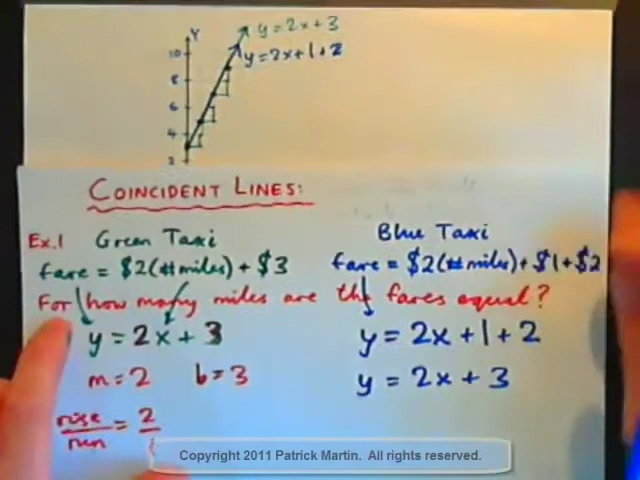 y = 2x + 3
Y
y = 2x + 1 + 2
10
8
6
4
2
COINCIDENT LINES:
Ex.1 Green Taxi
Blue Taxi
fare = $2(# miles) + $3
fare = $2(# miles) + $1 + $2
For how many miles are the fares equal?
y = 2x + 3
y = 2x + 1 + 2
m = 2 b = 3
y = 2x + 3
rise = 2
run
Copyright 2011 Patrick Martin. All rights reserved.